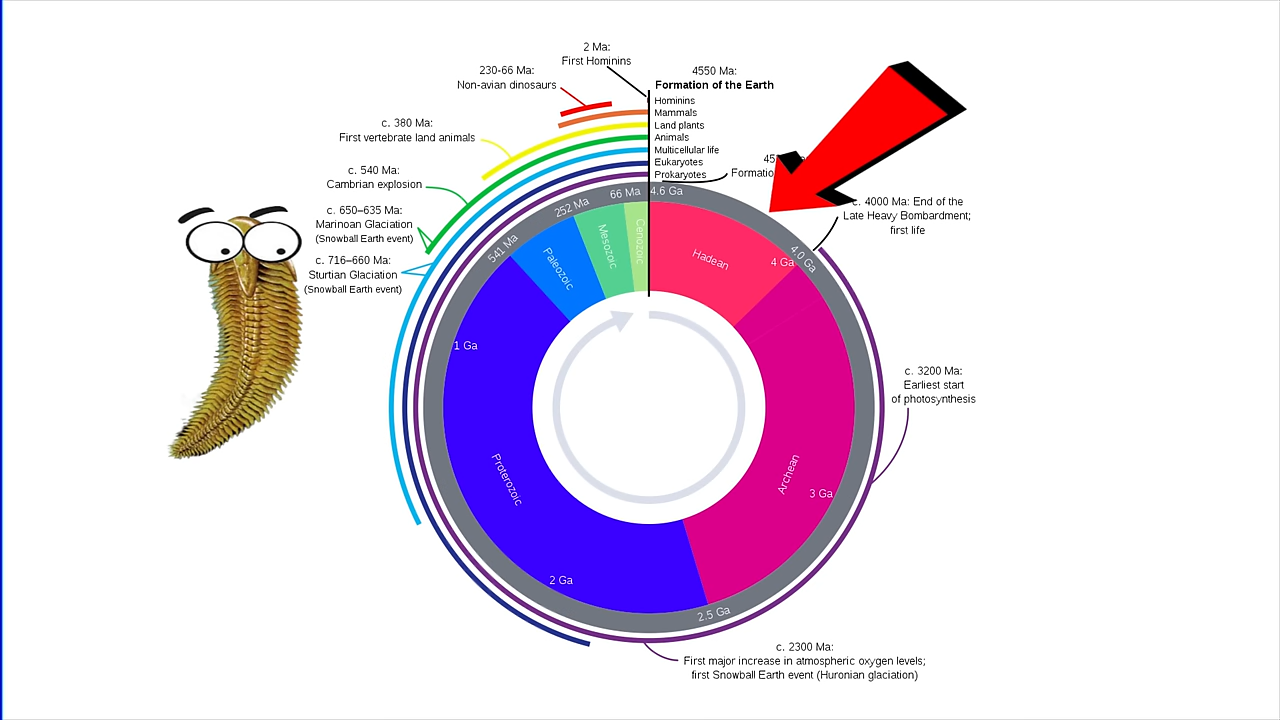 2 Ma:
First Hominins
230-66 Ma:
Non-avian dinosaurs
c. 380 Ma:
First vertebrate land animals
c. 540 Ma:
Cambrian explosion
c. 650–635 Ma:
Marinoan Glaciation
(Snowball Earth event)
c. 716–660 Ma:
Sturtian Glaciation
(Snowball Earth event)
4550 Ma:
Formation of the Earth
Hominins
Mammals
Land plants
Animals
Multicellular life
Eukaryotes
Prokaryotes
c. 4000 Ma: End of the
Late Heavy Bombardment;
first life
c. 3200 Ma:
Earliest start
of photosynthesis
c. 2300 Ma:
First major increase in atmospheric oxygen levels;
first Snowball Earth event (Huronian glaciation)
4.6 Ga
4.0 Ga
2.5 Ga
541 Ma
252 Ma
66 Ma
Hadean
4 Ga
Archean
3 Ga
2 Ga
Proterozoic
1 Ga
Paleozoic
Mesozoic
Cenozoic